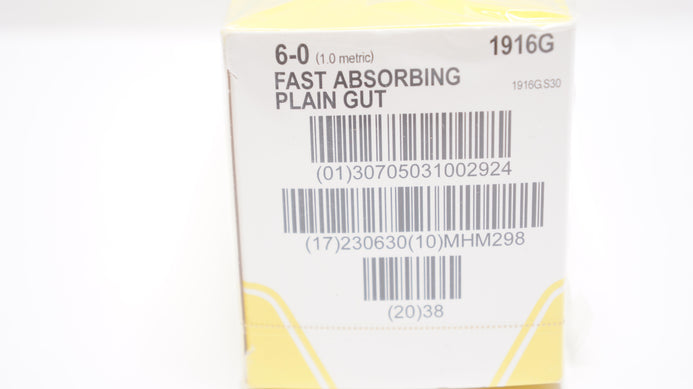 6-0 (1.0 metric) 1916G
FAST ABSORBING
PLAIN GUT
1916G.S30
(01)30705031002924
(17)230630(10)MHM298
(20)38